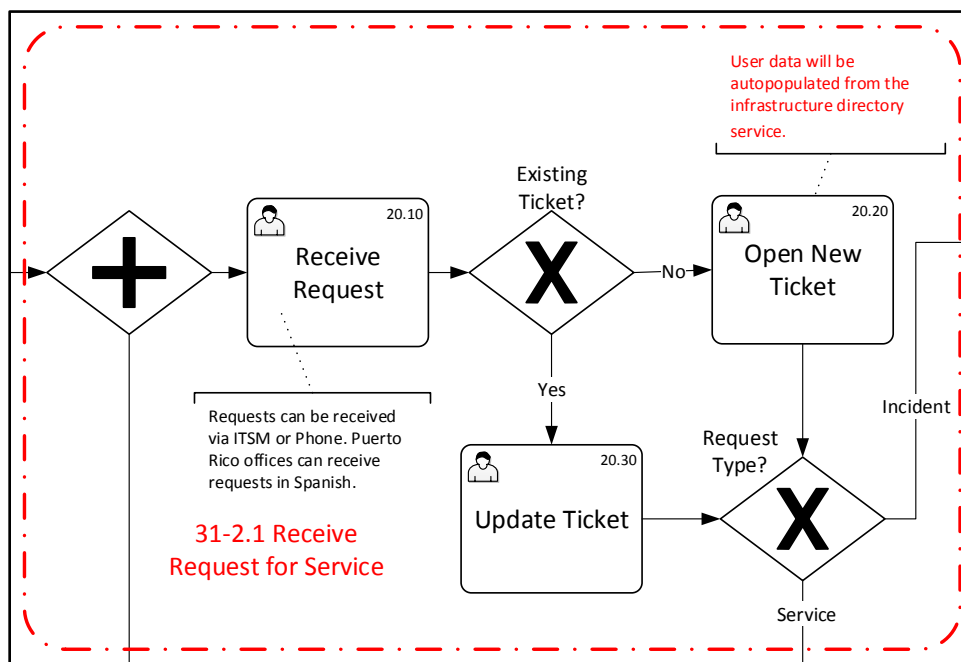 User data will be
autopopulated from the
infrastructure directory
service.
Existing
Ticket?
20.10
Receive
Request
X
No
20.20
Open New
Ticket
Yes
Incident
Requests can be received
via ITSM or Phone. Puerto
Rico offices can receive
requests in Spanish.
Request
Type?
20.30
Update Ticket
X
31-2.1 Receive
Request for Service
Service